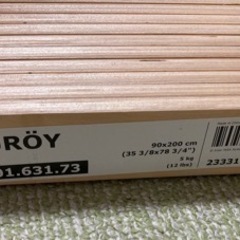 RÖY
90x200 cm
(35 3/8x78 3/4")
5 kg
(12 lbs)
01.631.73
23331